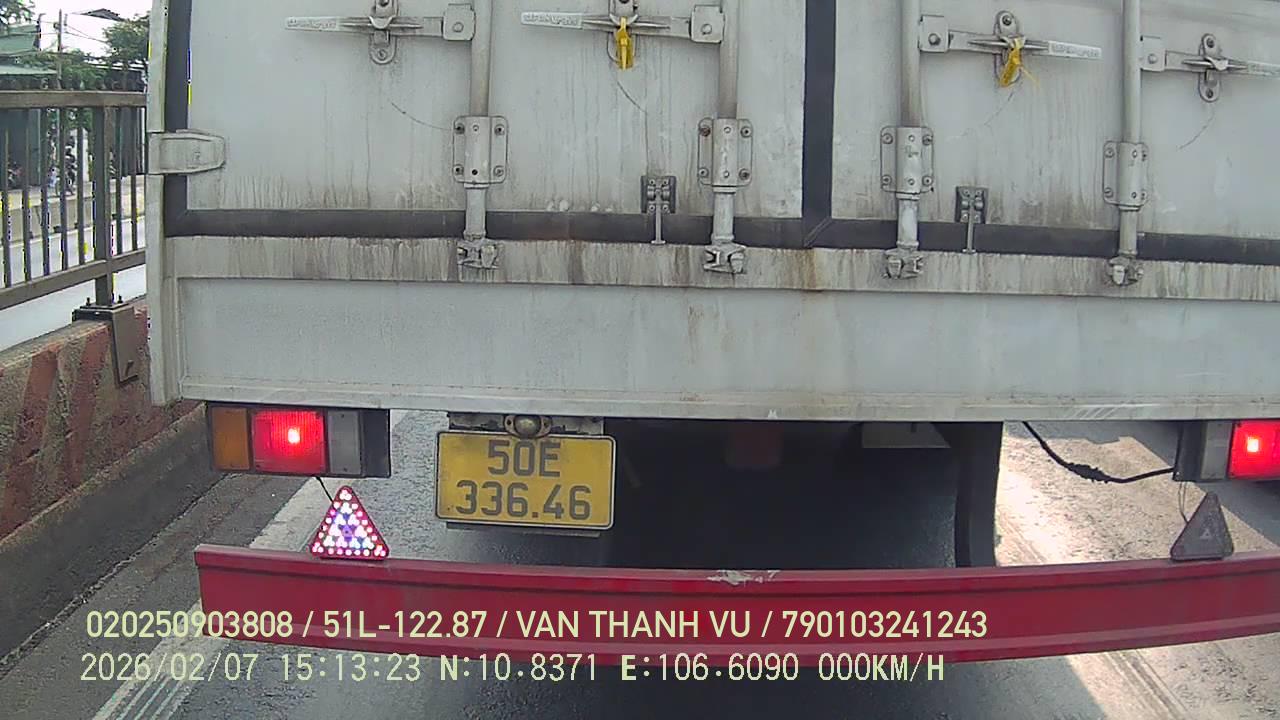 50E
336.46
020250903808 / 51L-122.87 / VAN THANH VU / 790103241243
2026/02/07 15:13:23 N:10.8371 E:106.6090 000KM/H